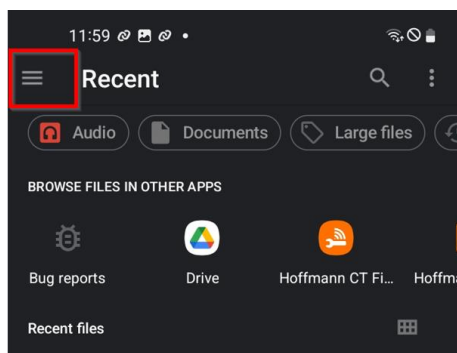 11:59
Recent
Audio Documents Large files
BROWSE FILES IN OTHER APPS
Bug reports Drive Hoffmann CT Fi... Hoffm
Recent files